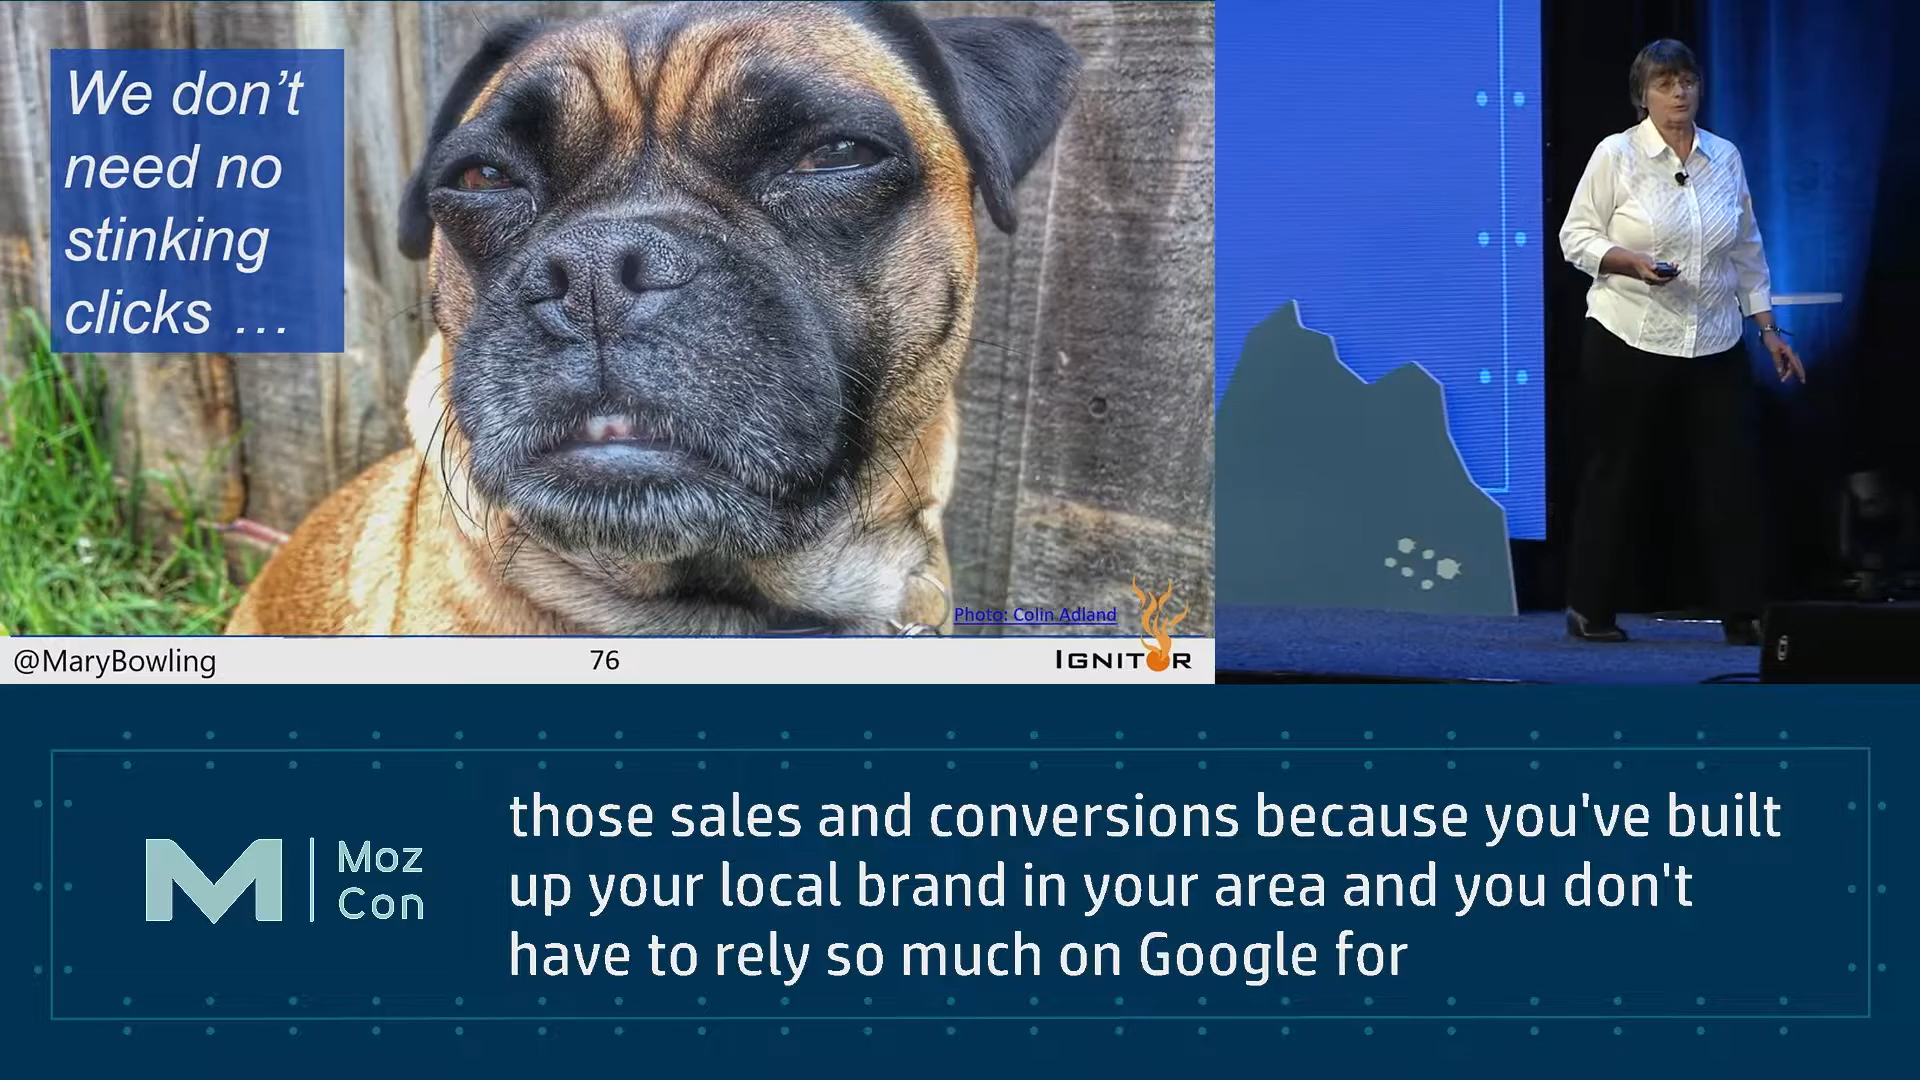 We don’t
need no
stinking
clicks …
Photo: Colin Adland
@MaryBowling
76
IGNITOR
Moz
Con
those sales and conversions because you've built
up your local brand in your area and you don't
have to rely so much on Google for